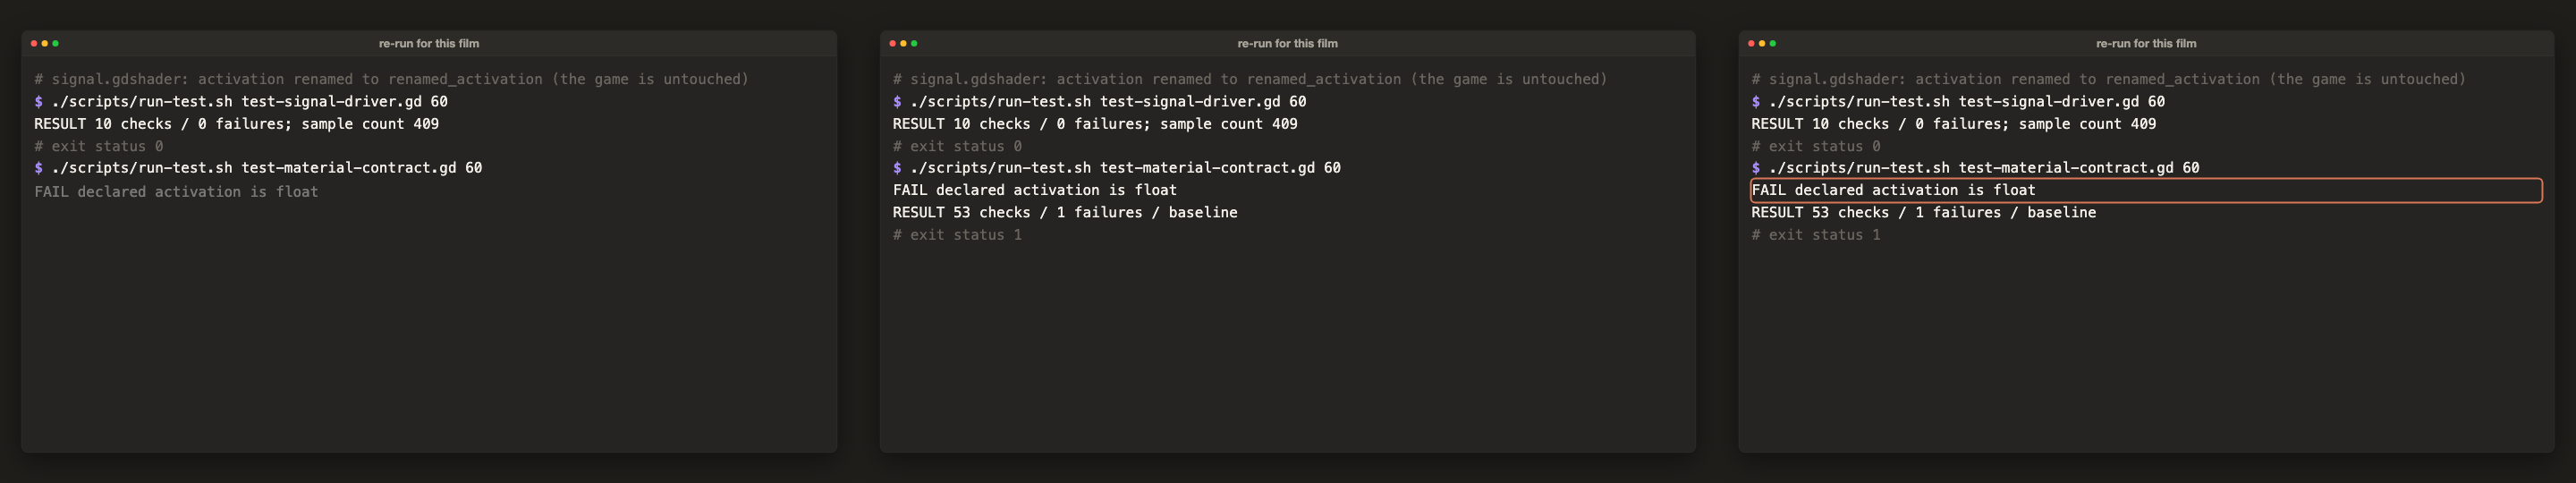 re-run for this film
# signal.gdshader: activation renamed to renamed_activation (the game is untouched)
$ ./scripts/run-test.sh test-signal-driver.gd 60
RESULT 10 checks / 0 failures; sample count 409
# exit status 0
$ ./scripts/run-test.sh test-material-contract.gd 60
FAIL declared activation is float
re-run for this film
# signal.gdshader: activation renamed to renamed_activation (the game is untouched)
$ ./scripts/run-test.sh test-signal-driver.gd 60
RESULT 10 checks / 0 failures; sample count 409
# exit status 0
$ ./scripts/run-test.sh test-material-contract.gd 60
FAIL declared activation is float
RESULT 53 checks / 1 failures / baseline
# exit status 1
re-run for this film
# signal.gdshader: activation renamed to renamed_activation (the game is untouched)
$ ./scripts/run-test.sh test-signal-driver.gd 60
RESULT 10 checks / 0 failures; sample count 409
# exit status 0
$ ./scripts/run-test.sh test-material-contract.gd 60
FAIL declared activation is float
RESULT 53 checks / 1 failures / baseline
# exit status 1